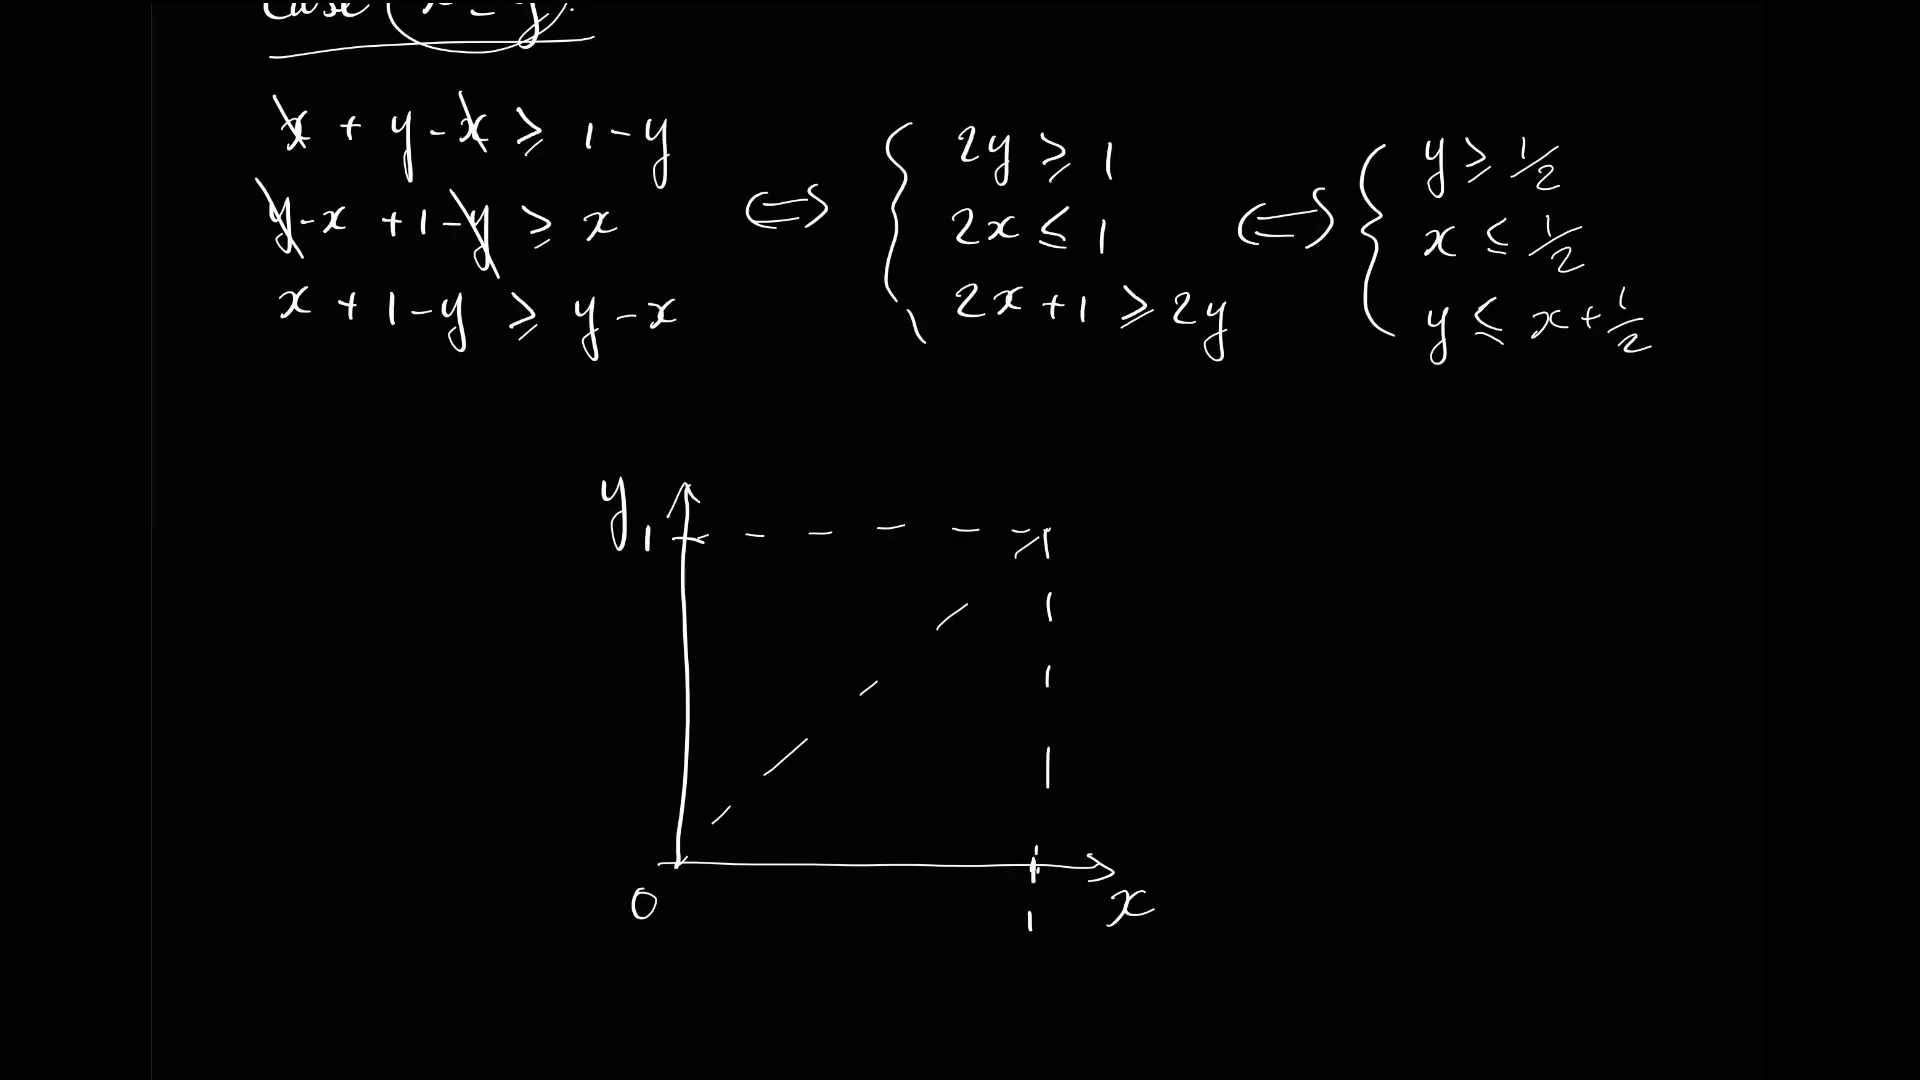 Case x ≤ y:
x + y - x ⩾ 1 - y
y - x + 1 - y ⩾ x
x + 1 - y ⩾ y - x
⟺ { 2y ⩾ 1
2x ≤ 1
2x + 1 ⩾ 2y
⟺ { y ⩾ 1/2
x ≤ 1/2
y ≤ x + 1/2
y
1
0
1
x